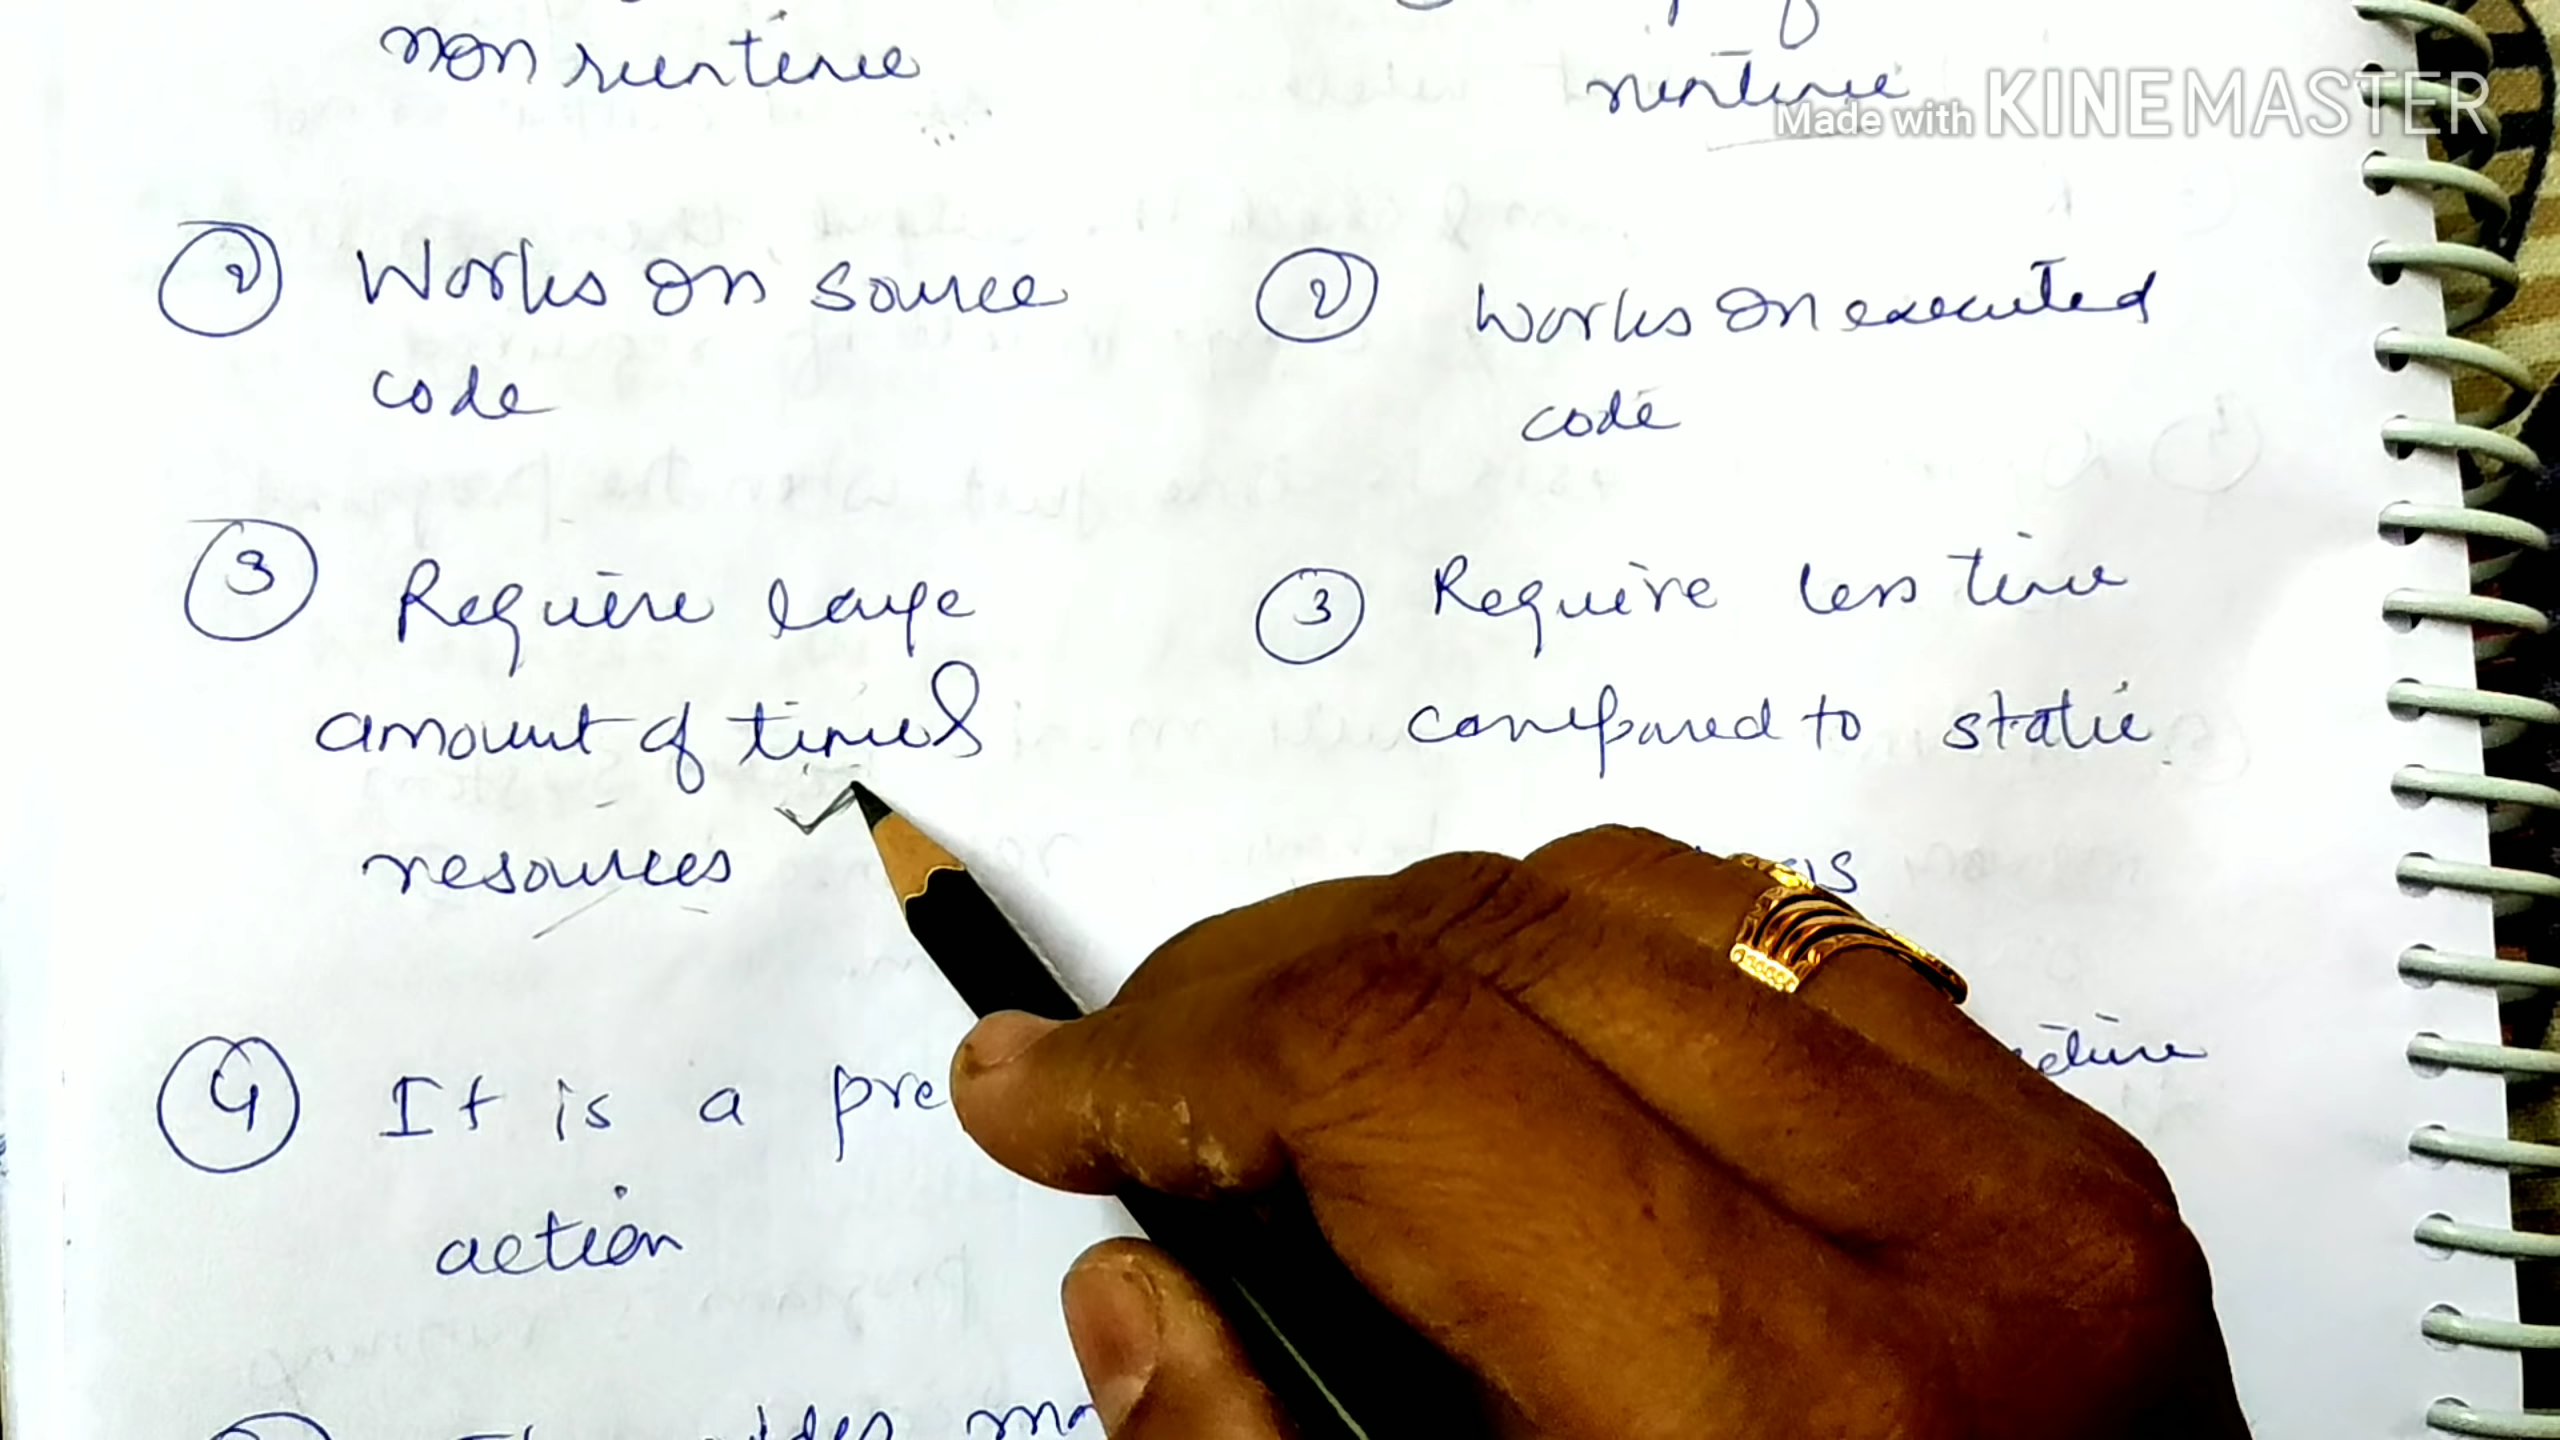 non runtime
runtime
Made with KINEMASTER
② Works on source
code
② Works on executed
code
③ Require large
amount of time &
resources
③ Require less time
compared to static
④ It is a pre
action